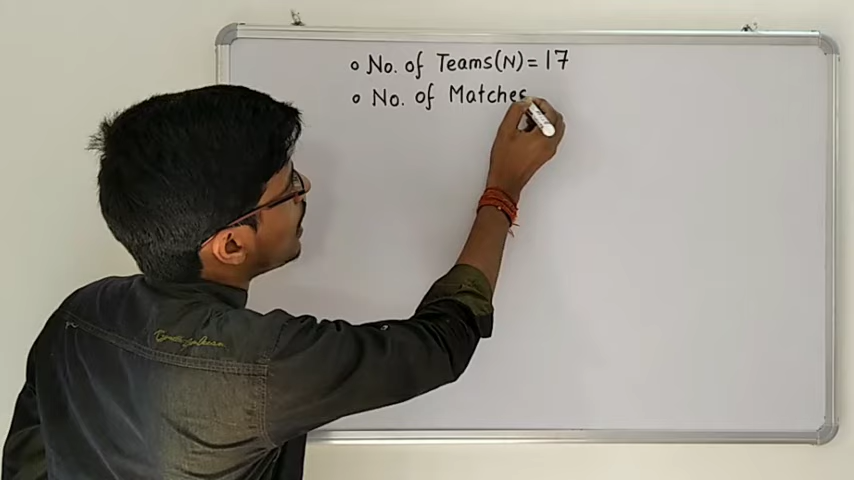 o No. of Teams(N) = 17
o No. of Matches